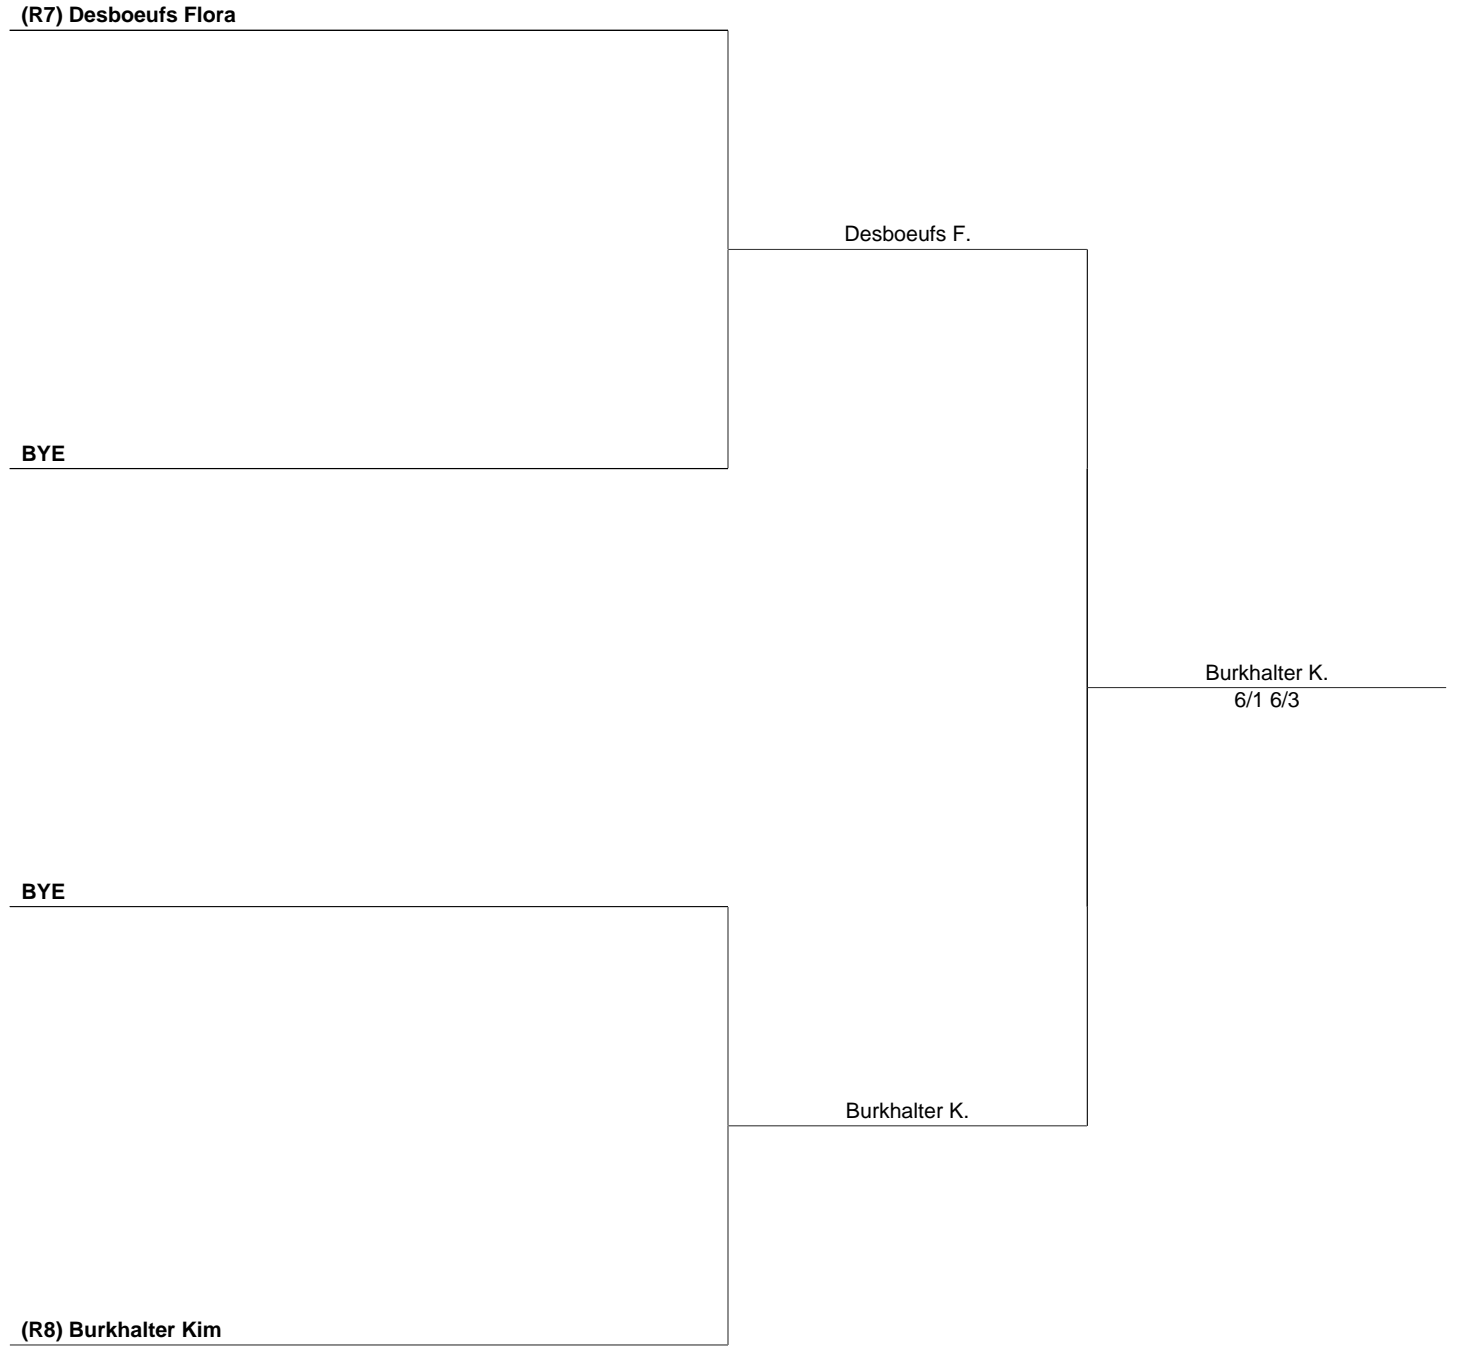 (R7) Desboeufs Flora
Desboeufs F.
BYE
Burkhalter K.
6/1 6/3
BYE
Burkhalter K.
(R8) Burkhalter Kim